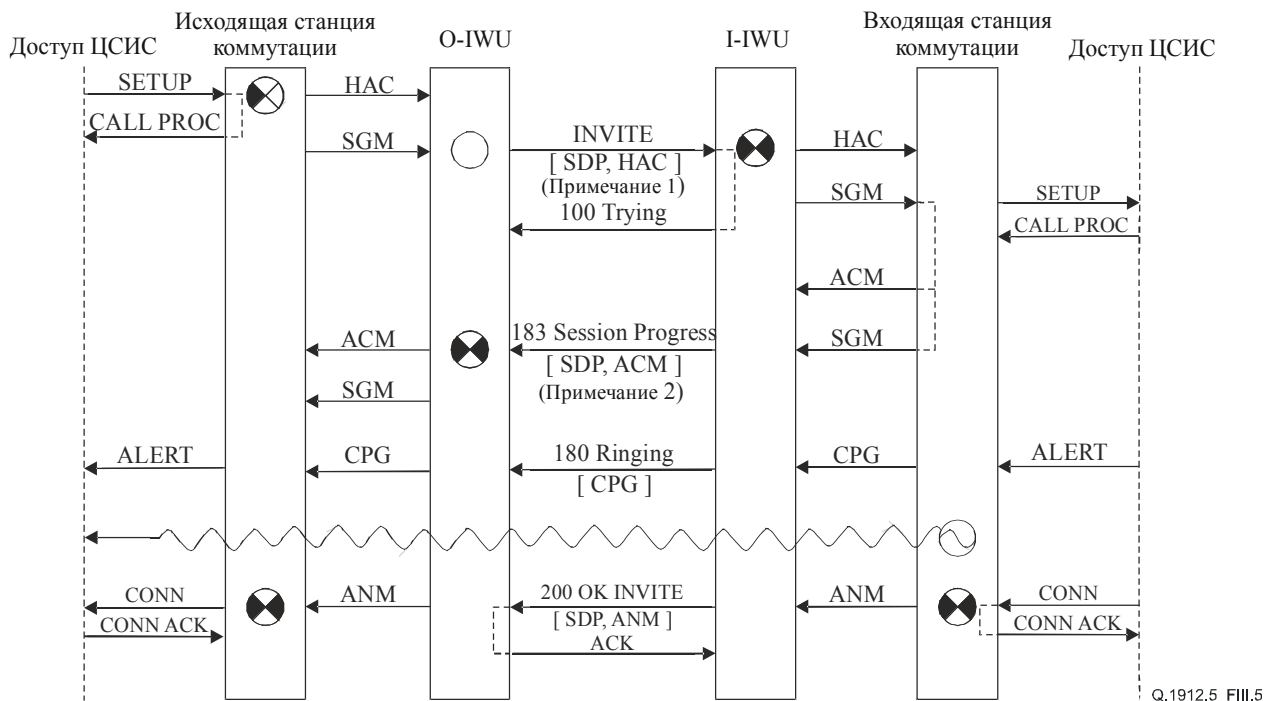 Доступ ЦСИС
Исходящая станция
коммутации
O-IWU
I-IWU
Входящая станция
коммутации
Доступ ЦСИС
SETUP
HAC
CALL PROC
SGM
INVITE
[ SDP, HAC ]
(Примечание 1)
100 Trying
HAC
SGM
SETUP
CALL PROC
ACM
ACM
183 Session Progress
[ SDP, ACM ]
(Примечание 2)
SGM
SGM
ALERT
CPG
180 Ringing
[ CPG ]
CPG
ALERT
CONN
ANM
200 OK INVITE
[ SDP, ANM ]
ACK
ANM
CONN
CONN ACK
CONN ACK
Q.1912.5 FIII.5